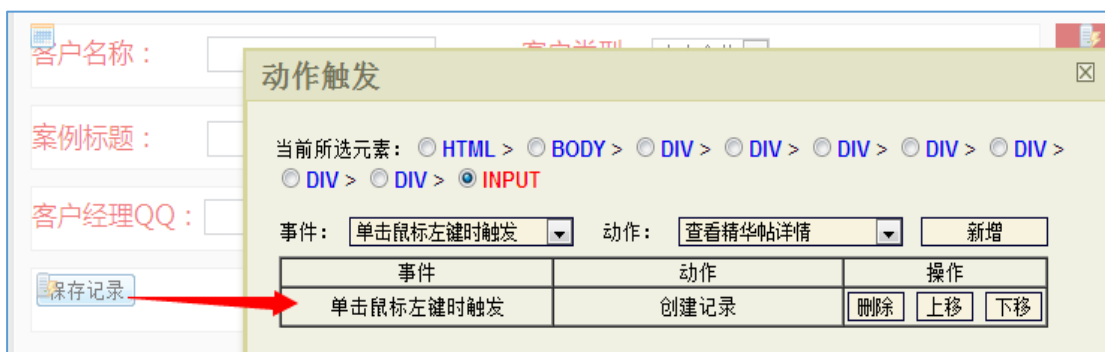 客户名称：
动作触发
案例标题：
当前所选元素： HTML > BODY > DIV > DIV > DIV > DIV > DIV >
DIV > DIV > INPUT
客户经理QQ：
事件： 单击鼠标左键时触发 动作： 查看精华帖详情 新增
事件 动作 操作
保存记录 单击鼠标左键时触发 创建记录 删除 上移 下移